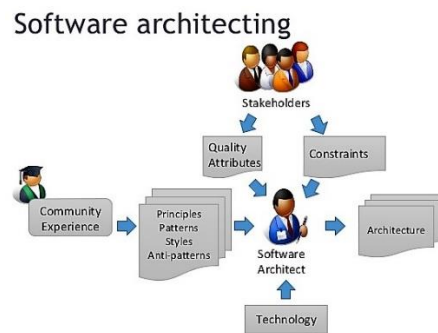 Software architecting
Stakeholders
Quality
Attributes
Constraints
Community
Experience
Principles
Patterns
Styles
Anti-patterns
Software
Architect
Architecture
Technology